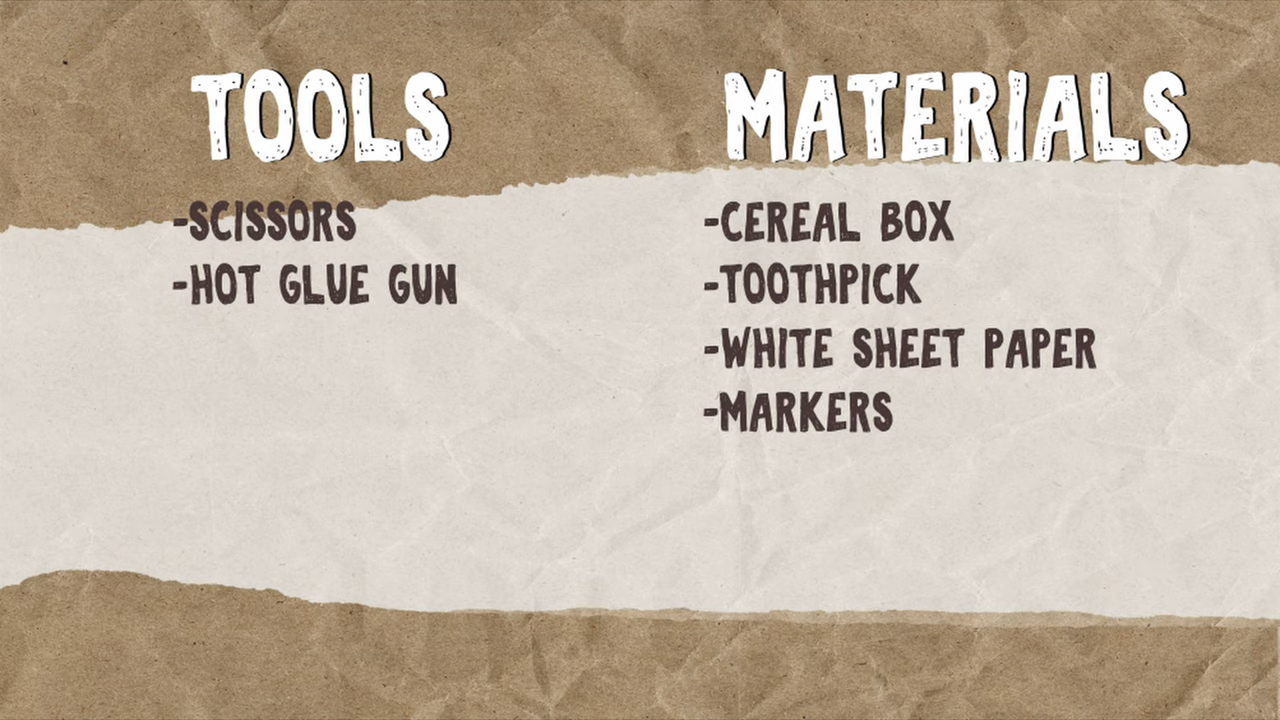 TOOLS
-SCISSORS
-HOT GLUE GUN
MATERIALS
-CEREAL BOX
-TOOTHPICK
-WHITE SHEET PAPER
-MARKERS